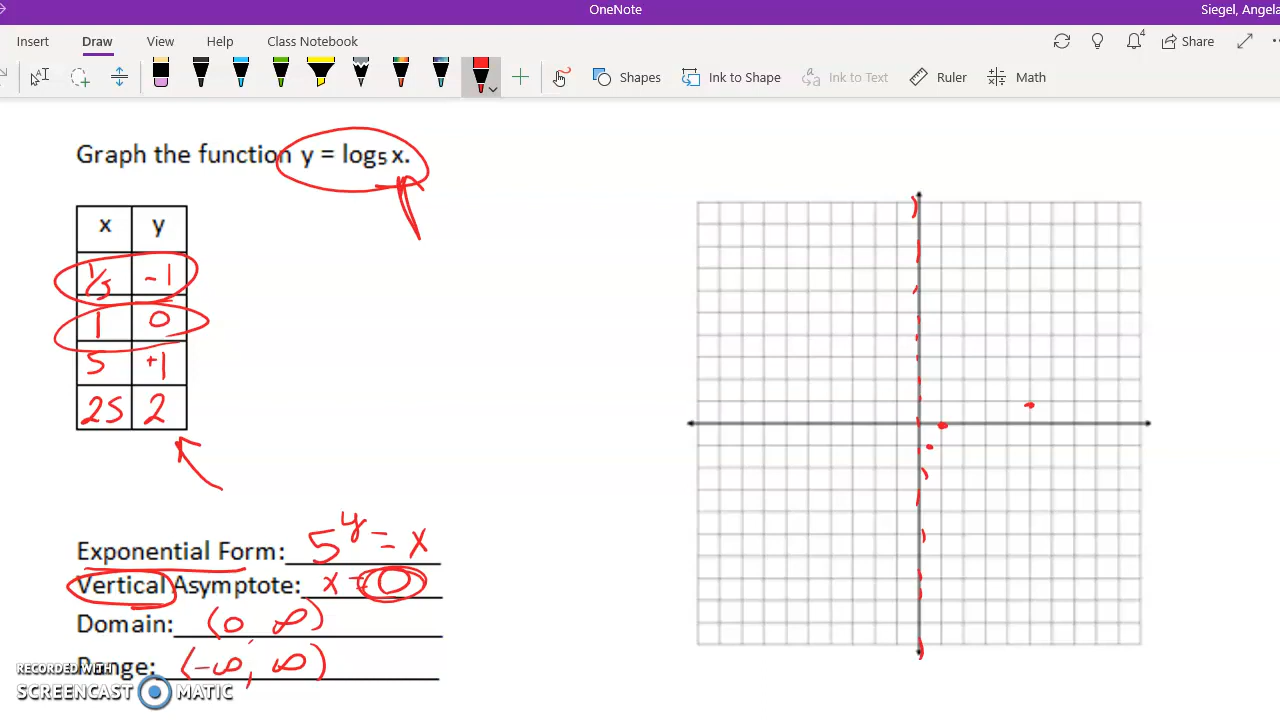 OneNote
Siegel, Angela
Insert Draw View Help Class Notebook
4 Share
Shapes Ink to Shape Ink to Text Ruler Math
Graph the function y = log₅ x.
x y
1/5 -1
1 0
5 +1
25 2
Exponential Form: 5^y = x
Vertical Asymptote: x = 0
Domain: (0, ∞)
Range: (-∞, ∞)
RECORDED WITH
SCREENCAST MATIC